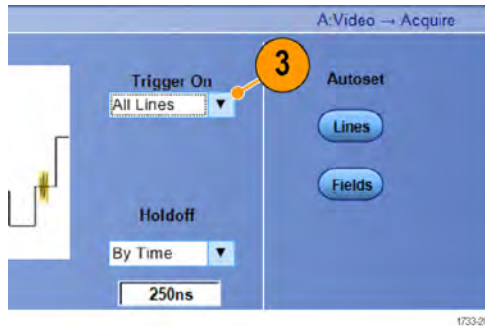 A:Video → Acquire
Trigger On
All Lines
3
Autoset
Lines
Fields
Holdoff
By Time
250ns